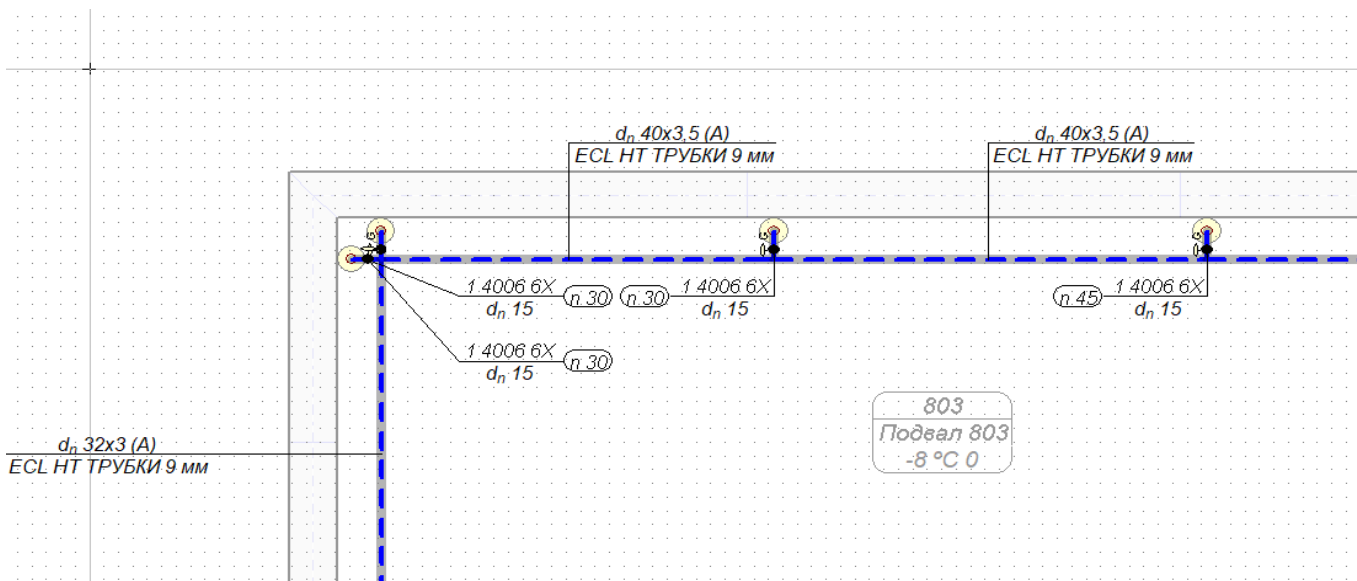 dn 40x3,5 (A)
ECL HT ТРУБКИ 9 мм
dn 40x3,5 (A)
ECL HT ТРУБКИ 9 мм
1 4006 6X
dn 15
n 30
n 30
1 4006 6X
dn 15
n 45
1 4006 6X
dn 15
1 4006 6X
dn 15
n 30
803
Подвал 803
-8 ºC 0
dn 32x3 (A)
ECL HT ТРУБКИ 9 мм